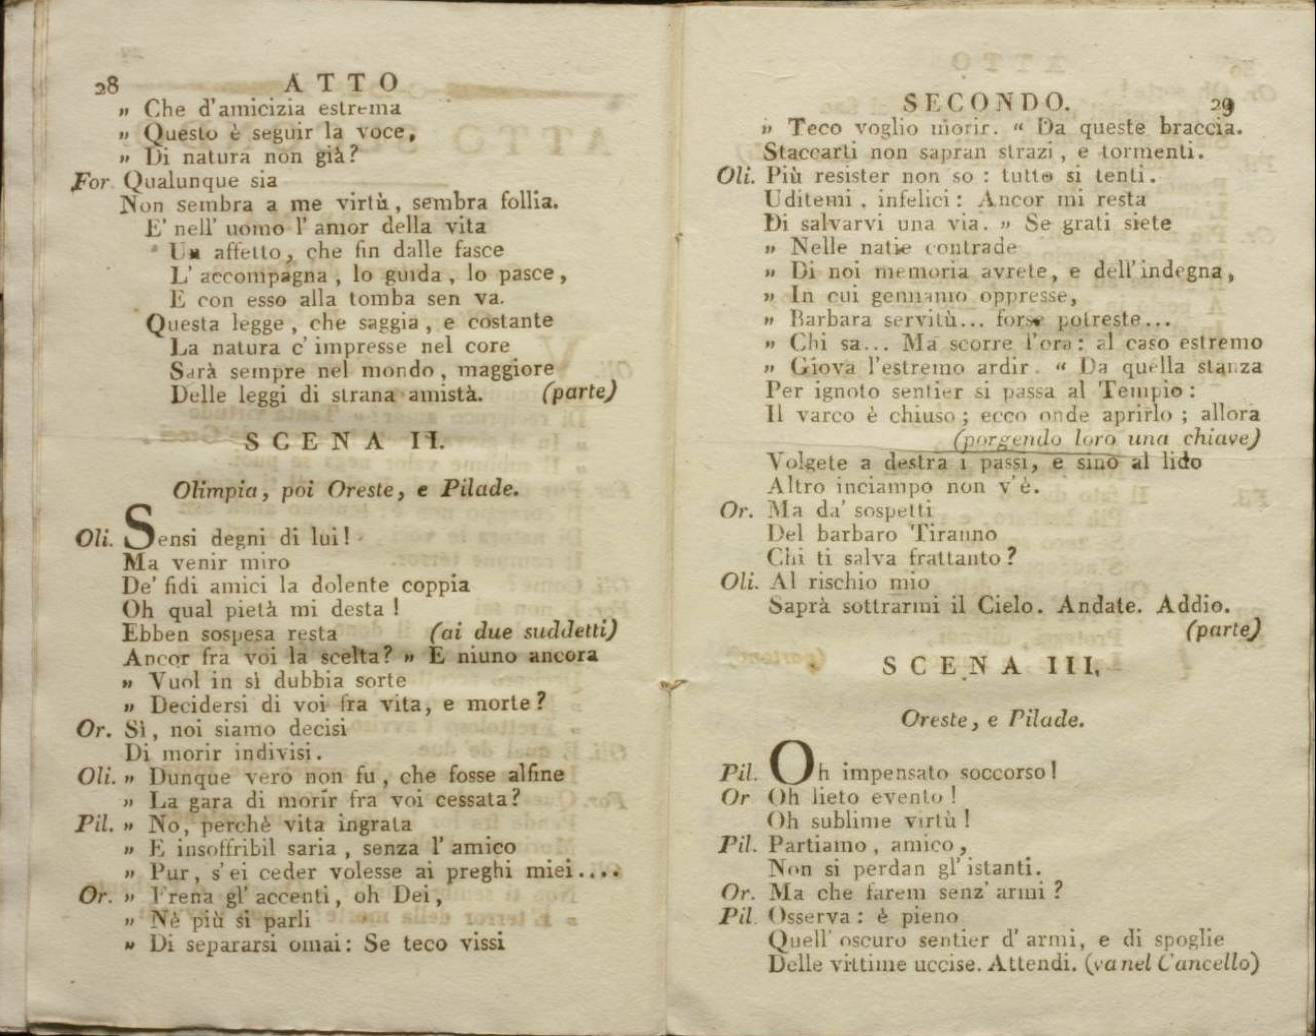 28 ATTO
„ Che d'amicizia estrema
„ Questo è seguir la voce,
„ Di natura non già?
For. Qualunque sia
Non sembra a me virtù, sembra follia.
E' nell' uomo l' amor della vita
Un affetto, che fin dalle fasce
L' accompagna, lo guida, lo pasce,
E con esso alla tomba sen va.
Questa legge, che saggia, e costante
La natura c' impresse nel core
Sarà sempre nel mondo, maggiore
Delle leggi di strana amistà. (parte)
SCENA II.
Olimpia, poi Oreste, e Pilade.
Oli. Sensi degni di lui!
Ma venir miro
De' fidi amici la dolente coppia
Oh qual pietà mi desta!
Ebben sospesa resta (ai due suddetti)
Ancor fra voi la scelta? „ E niuno ancora
„ Vuol in sì dubbia sorte
„ Decidersi di voi fra vita, e morte?
Or. Sì, noi siamo decisi
Di morir indivisi.
Oli. „ Dunque vero non fu, che fosse alfine
„ La gara di morir fra voi cessata?
Pil. „ No, perchè vita ingrata
„ E insoffribil saria, senza l' amico
„ Pur, s' ei ceder volesse ai preghi miei....
Or. „ Frena gl' accenti, oh Dei,
„ Nè più si parli
„ Di separarsi omai: Se teco vissi
SECONDO. 29
„ Teco voglio morir. “ Da queste braccia.
Staccarti non sapran strazi, e tormenti.
Oli. Più resister non so: tutto si tenti.
Uditemi, infelici: Ancor mi resta
Di salvarvi una via. „ Se grati siete
„ Nelle natie contrade
„ Di noi memoria avrete, e dell' indegna,
„ In cui gemiamo oppresse,
„ Barbara servitù... forse potreste...
„ Chi sa... Ma scorre l'ora: al caso estremo
„ Giova l'estremo ardir. “ Da quella stanza
Per ignoto sentier si passa al Tempio:
Il varco è chiuso; ecco onde aprirlo; allora
(porgendo loro una chiave)
Volgete a destra i passi, e sino al lido
Altro inciampo non v'è.
Or. Ma da' sospetti
Del barbaro Tiranno
Chi ti salva frattanto?
Oli. Al rischio mio
Saprà sottrarmi il Cielo. Andate. Addio.
(parte)
SCENA III.
Oreste, e Pilade.
Pil. Oh impensato soccorso!
Or Oh lieto evento!
Oh sublime virtù!
Pil. Partiamo, amico,
Non si perdan gl' istanti.
Or. Ma che farem senz' armi?
Pil. Osserva: è pieno
Quell' oscuro sentier d' armi, e di spoglie
Delle vittime uccise. Attendi. (va nel Cancello)